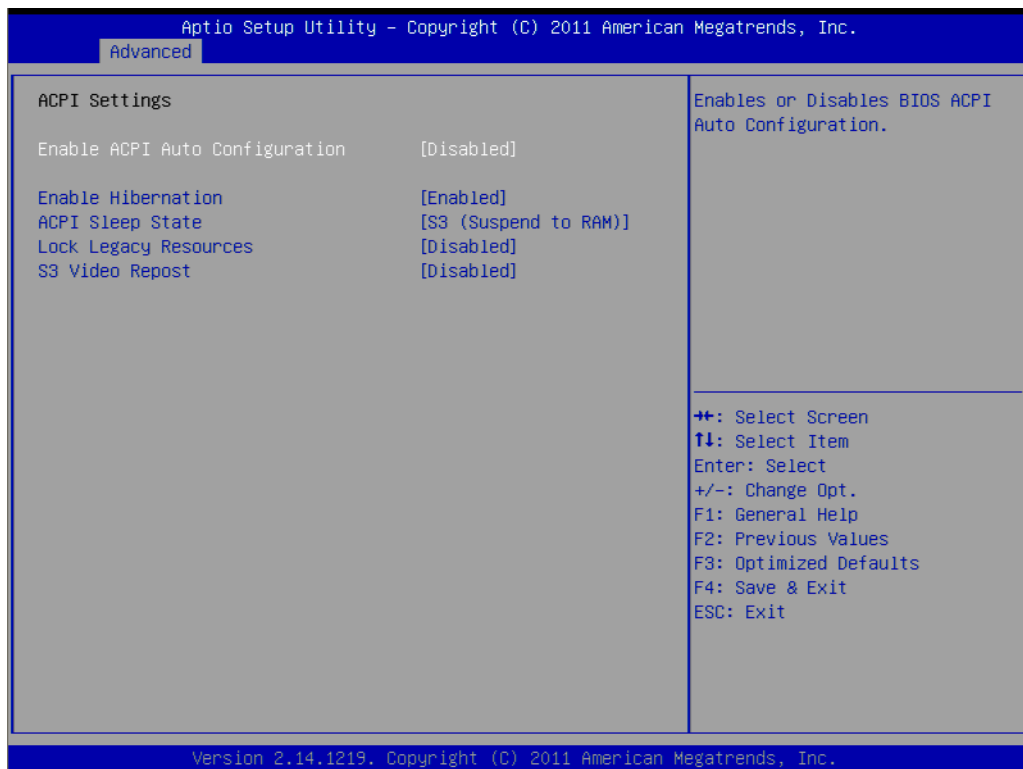 Aptio Setup Utility – Copyright (C) 2011 American Megatrends, Inc.
Advanced
ACPI Settings
Enable ACPI Auto Configuration [Disabled]
Enable Hibernation [Enabled]
ACPI Sleep State [S3 (Suspend to RAM)]
Lock Legacy Resources [Disabled]
S3 Video Repost [Disabled]
Enables or Disables BIOS ACPI
Auto Configuration.
→←: Select Screen
↑↓: Select Item
Enter: Select
+/-: Change Opt.
F1: General Help
F2: Previous Values
F3: Optimized Defaults
F4: Save & Exit
ESC: Exit
Version 2.14.1219. Copyright (C) 2011 American Megatrends, Inc.